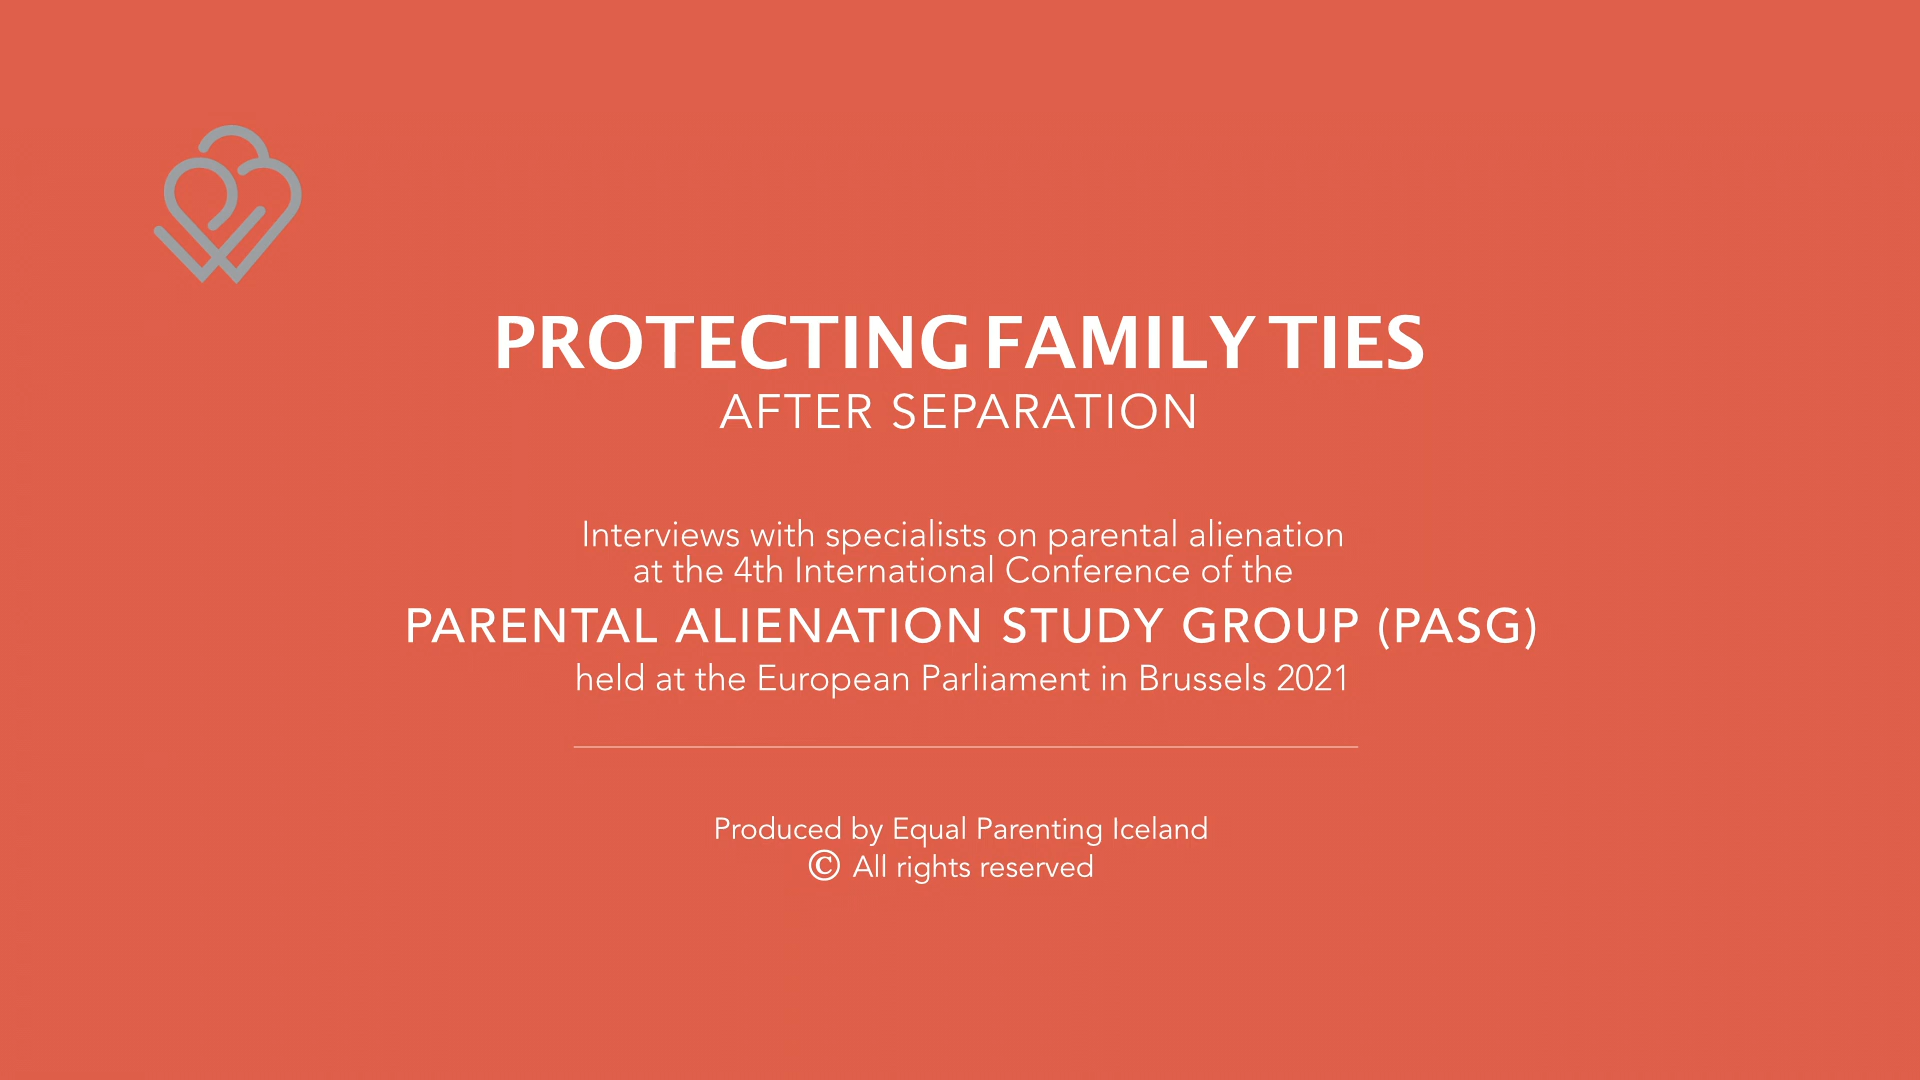 PROTECTING FAMILY TIES
AFTER SEPARATION
Interviews with specialists on parental alienation
at the 4th International Conference of the
PARENTAL ALIENATION STUDY GROUP (PASG)
held at the European Parliament in Brussels 2021
Produced by Equal Parenting Iceland
© All rights reserved